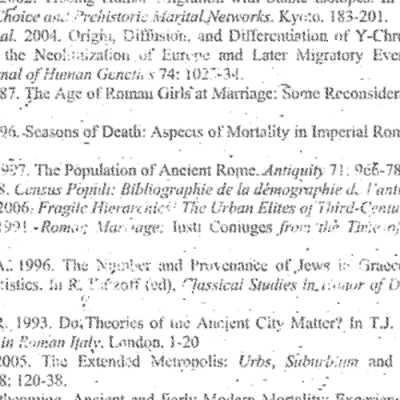 Migration with Stable Isotopes. In
Choice and Prehistoric Marital Networks. Kyoto. 183-201.
al. 2004. Origin, Diffusion, and Differentiation of Y-Chr
the Neolithization of Europe and Later Migratory Eve
nal of Human Genetics 74: 1023-34.
87. The Age of Roman Girls at Marriage: Some Reconsider
96. Seasons of Death: Aspects of Mortality in Imperial Rom
1997. The Population of Ancient Rome. Antiquity 71: 966-78
8. Census Populi: Bibliographie de la démographie de l'anti
2006. Fragile Hierarchies: The Urban Elites of Third-Centu
1991. Roman Marriage: Iusti Coniuges from the Time of
A. 1996. The Number and Provenance of Jews in Graeco
istics. In R. (ed), Classical Studies in Honor of D
R. 1993. Do Theories of the Ancient City Matter? In T.J.
in Roman Italy. London. 1-20
2005. The Extended Metropolis: Urbs, Suburbium and
8: 120-38.
Ancient and Early Modern Mortality: Experience